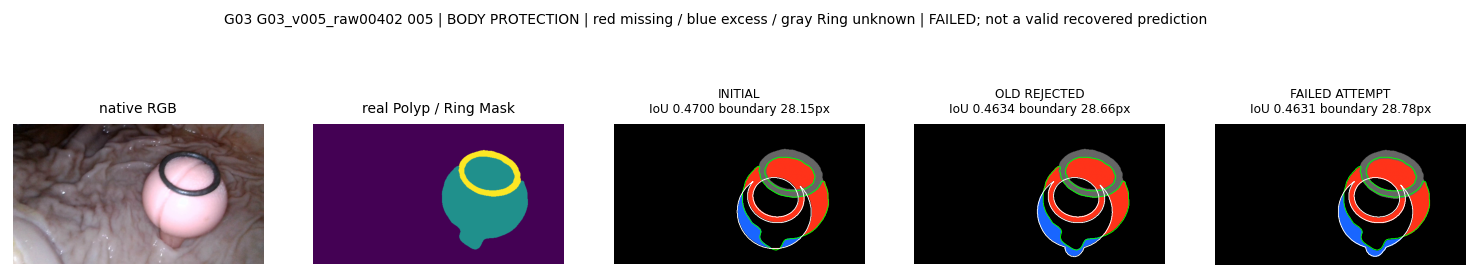 G03 G03_v005_raw00402 005 | BODY PROTECTION | red missing / blue excess / gray Ring unknown | FAILED; not a valid recovered prediction
native RGB
real Polyp / Ring Mask
INITIAL
IoU 0.4700 boundary 28.15px
OLD REJECTED
IoU 0.4634 boundary 28.66px
FAILED ATTEMPT
IoU 0.4631 boundary 28.78px